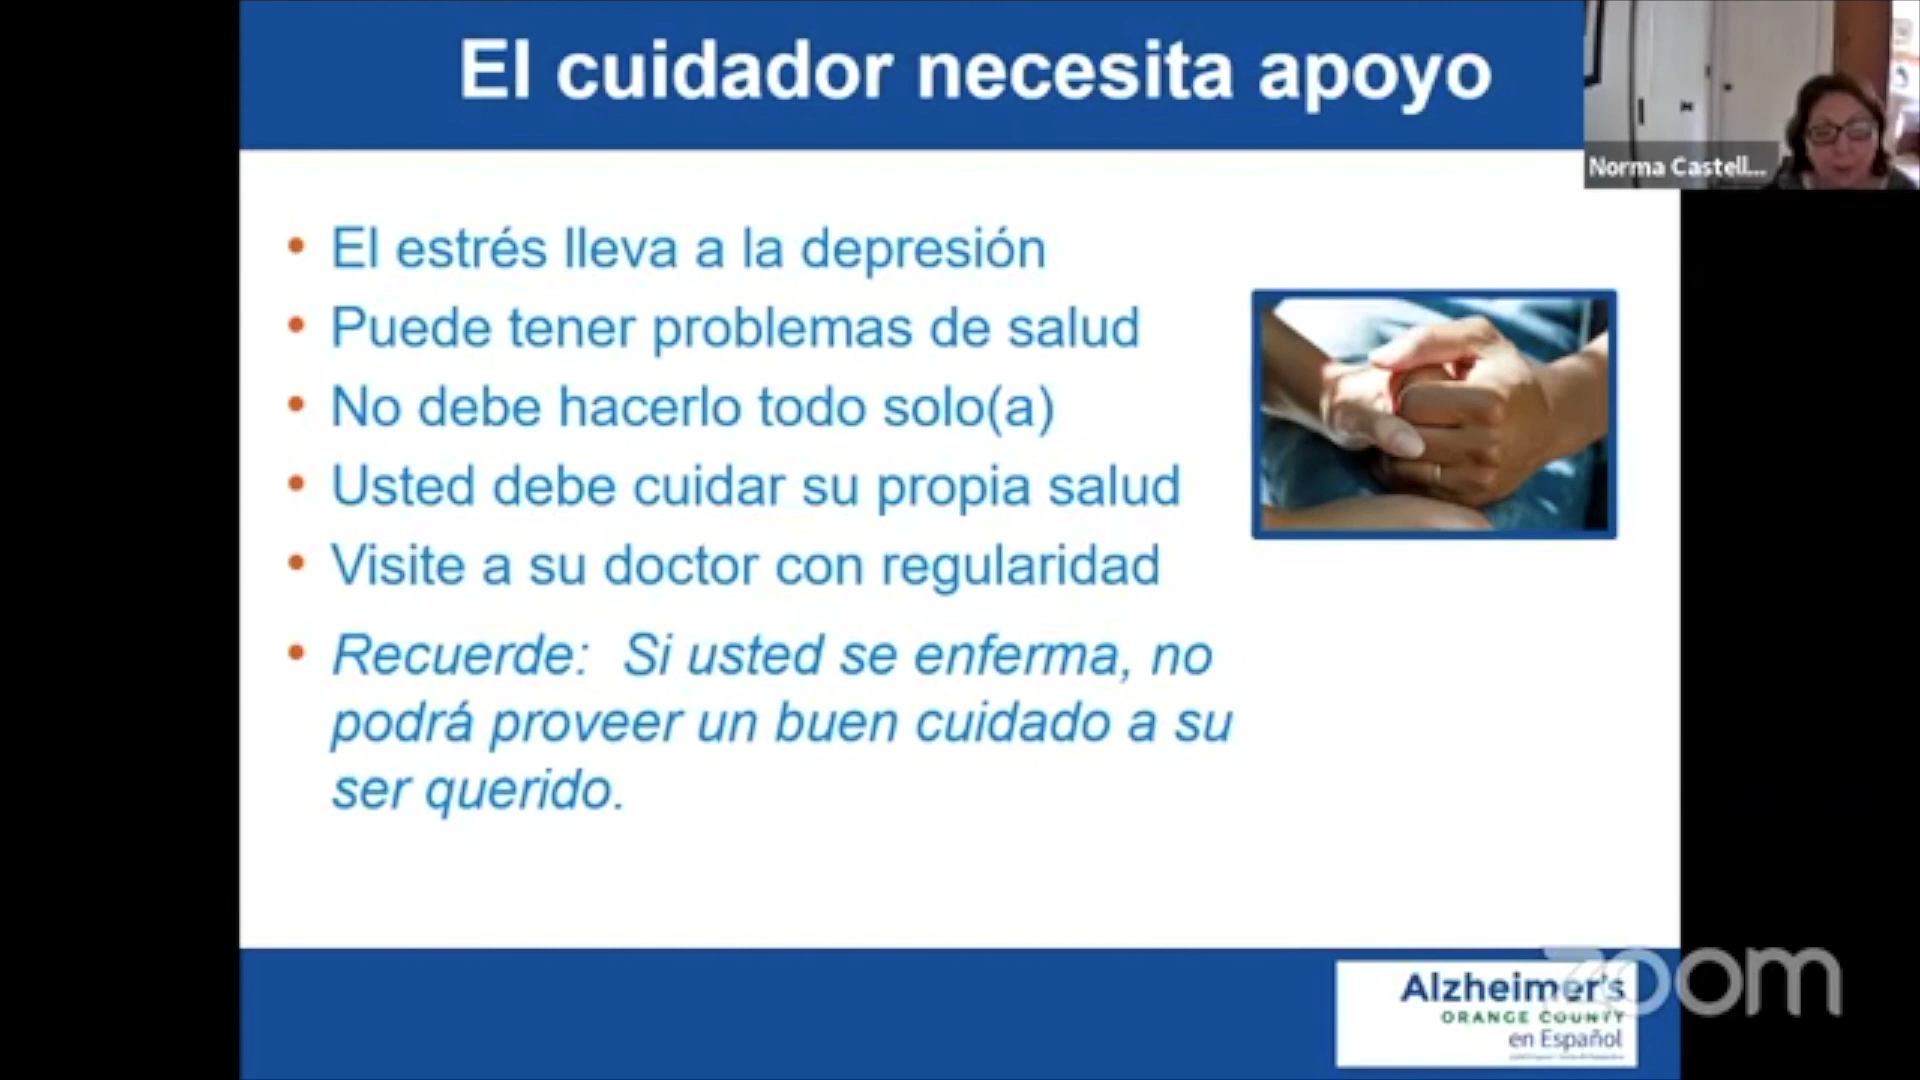 El cuidador necesita apoyo
Norma Castell...
• El estrés lleva a la depresión
• Puede tener problemas de salud
• No debe hacerlo todo solo(a)
• Usted debe cuidar su propia salud
• Visite a su doctor con regularidad
• Recuerde: Si usted se enferma, no
podrá proveer un buen cuidado a su
ser querido.
zoom
Alzheimer's
ORANGE COUNTY
en Español